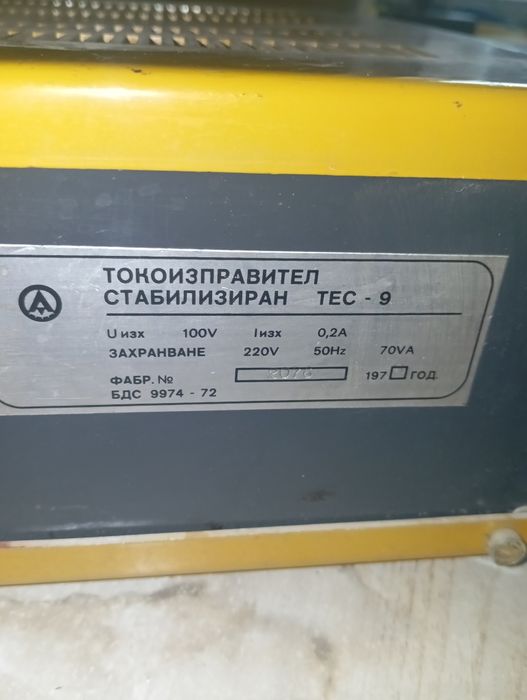 ТОКОИЗПРАВИТЕЛ
СТАБИЛИЗИРАН ТЕС - 9
U изх 100V I изх 0,2А
ЗАХРАНВАНЕ 220V 50Hz 70VA
ФАБР. № 
197 ГОД.
БДС 9974 - 72